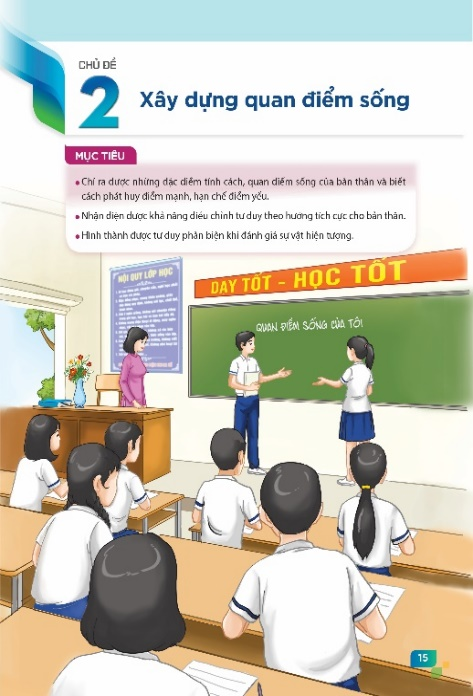 CHỦ ĐỀ
2
Xây dựng quan điểm sống
MỤC TIÊU
• Chỉ ra được những đặc điểm tính cách, quan điểm sống của bản thân và biết
cách phát huy điểm mạnh, hạn chế điểm yếu.
• Nhận diện được khả năng điều chỉnh tư duy theo hướng tích cực cho bản thân.
• Hình thành được tư duy phản biện khi đánh giá sự vật hiện tượng.
NỘI QUY LỚP HỌC
DẠY TỐT - HỌC TỐT
QUAN ĐIỂM SỐNG CỦA TÔI
15